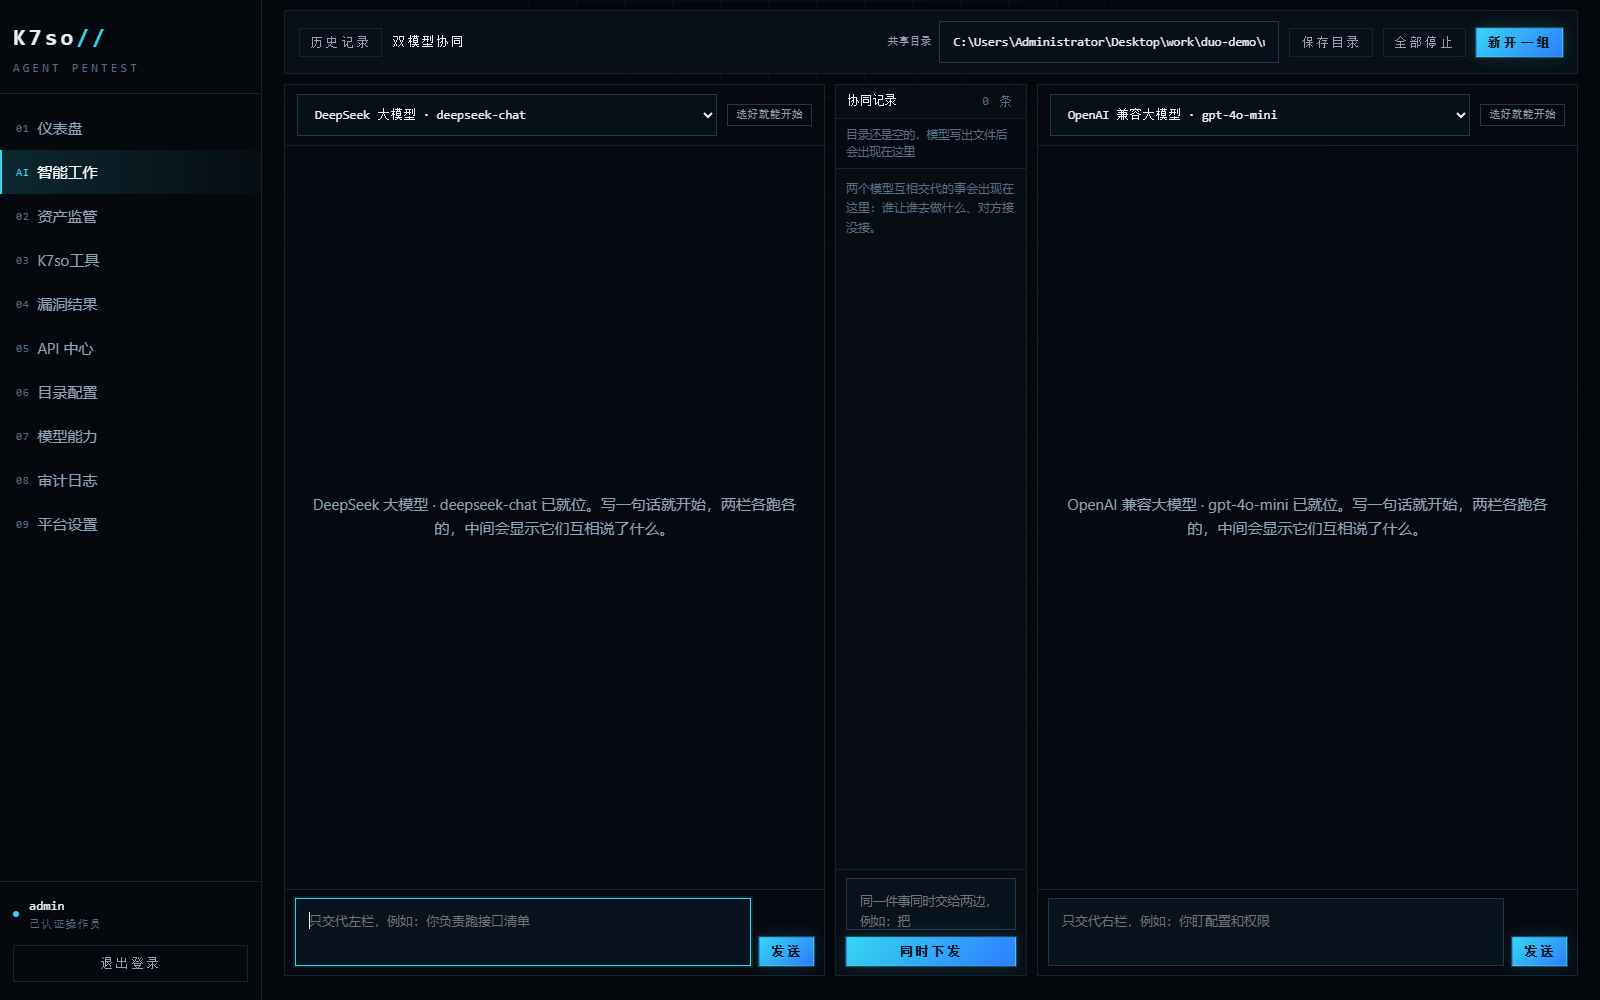 K7so//
AGENT PENTEST
01 仪表盘
AI 智能工作
02 资产监管
03 K7so工具
04 漏洞结果
05 API 中心
06 目录配置
07 模型能力
08 审计日志
09 平台设置
admin
已认证操作员
退出登录
历史记录 双模型协同 共享目录 C:\Users\Administrator\Desktop\work\duo-demo\ 保存目录 全部停止 新开一组
DeepSeek 大模型 · deepseek-chat 选好就能开始
DeepSeek 大模型 · deepseek-chat 已就位。写一句话就开始，两栏各跑各
的，中间会显示它们互相说了什么。
只交代左栏，例如：你负责跑接口清单
发送
协同记录 0 条
目录还是空的，模型写出文件后
会出现在这里
两个模型互相交代的事会出现在
这里：谁让谁去做什么、对方接
没接。
同一件事同时交给两边，
例如：把
同时下发
OpenAI 兼容大模型 · gpt-4o-mini 选好就能开始
OpenAI 兼容大模型 · gpt-4o-mini 已就位。写一句话就开始，两栏各跑各
的，中间会显示它们互相说了什么。
只交代右栏，例如：你盯配置和权限
发送